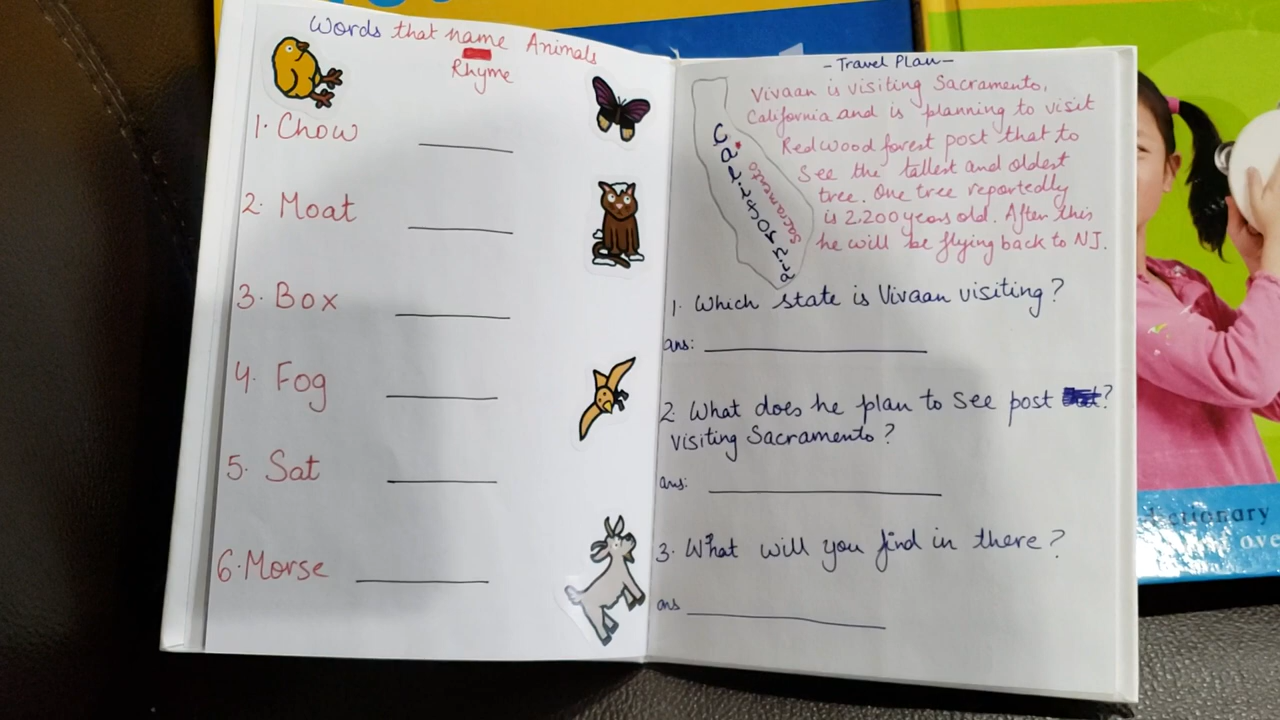 Words that name Animals
Rhyme
1. Chow
2. Moat
3. Box
4. Fog
5. Sat
6. Morse
- Travel Plan -
Vivaan is visiting Sacramento,
California and is planning to visit
Redwood forest post that to
see the tallest and oldest
tree. One tree reportedly
is 2,200 years old. After this
he will be flying back to NJ.
California
Sacramento
1. Which state is Vivaan visiting?
ans:
2. What does he plan to see post ?
visiting Sacramento?
ans:
3. What will you find in there?
ans